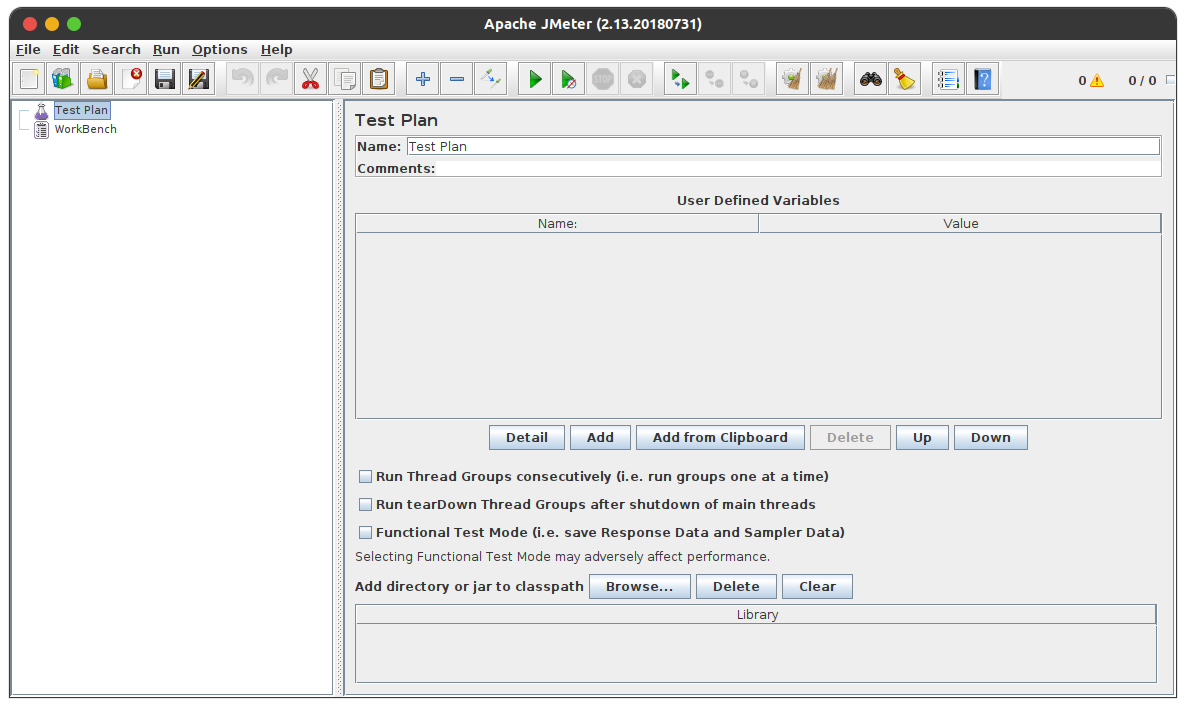 Apache JMeter (2.13.20180731)
File Edit Search Run Options Help
STOP 0 0 / 0
Test Plan
WorkBench
Test Plan
Name: Test Plan
Comments:
User Defined Variables
Name: Value
Detail Add Add from Clipboard Delete Up Down
Run Thread Groups consecutively (i.e. run groups one at a time)
Run tearDown Thread Groups after shutdown of main threads
Functional Test Mode (i.e. save Response Data and Sampler Data)
Selecting Functional Test Mode may adversely affect performance.
Add directory or jar to classpath Browse... Delete Clear
Library